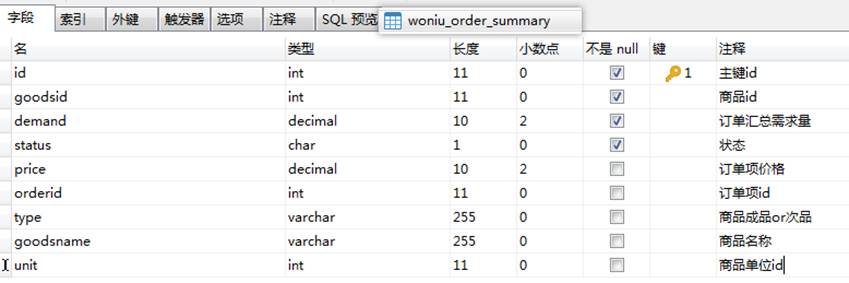 字段 索引 外键 触发器 选项 注释 SQL 预览 woniu_order_summary
名 类型 长度 小数点 不是 null 键 注释
id int 11 0 1 主键id
goodsid int 11 0 商品id
demand decimal 10 2 订单汇总需求量
status char 1 0 状态
price decimal 10 2 订单项价格
orderid int 11 0 订单项id
type varchar 255 0 商品成品or次品
goodsname varchar 255 0 商品名称
unit int 11 0 商品单位id